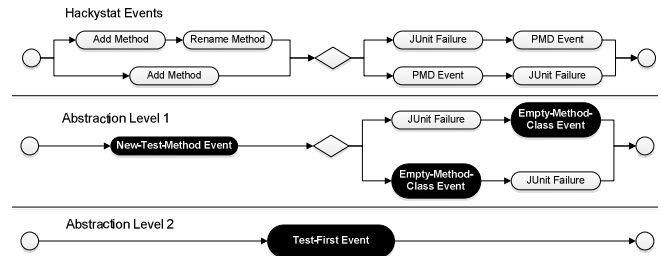 Hackystat Events
Add Method
Rename Method
JUnit Failure
PMD Event
Add Method
PMD Event
JUnit Failure
Abstraction Level 1
New-Test-Method Event
JUnit Failure
Empty-Method-
Class Event
Empty-Method-
Class Event
JUnit Failure
Abstraction Level 2
Test-First Event